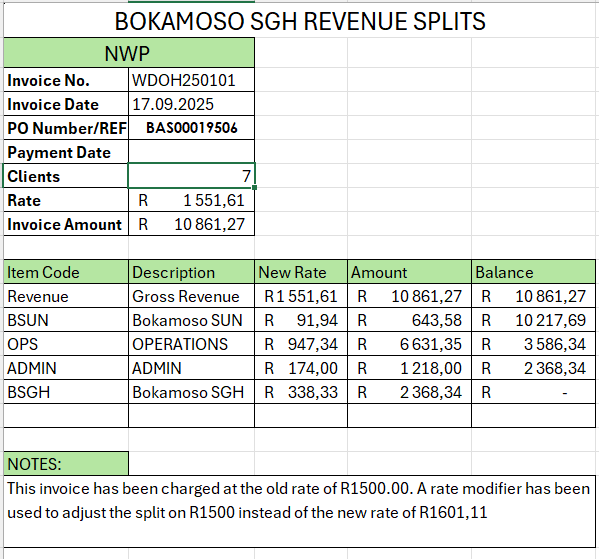 BOKAMOSO SGH REVENUE SPLITS
NWP
Invoice No. WDOH250101
Invoice Date 17.09.2025
PO Number/REF BAS00019506
Payment Date
Clients 7
Rate R 1 551,61
Invoice Amount R 10 861,27
Item Code Description New Rate Amount Balance
Revenue Gross Revenue R 1 551,61 R 10 861,27 R 10 861,27
BSUN Bokamoso SUN R 91,94 R 643,58 R 10 217,69
OPS OPERATIONS R 947,34 R 6 631,35 R 3 586,34
ADMIN ADMIN R 174,00 R 1 218,00 R 2 368,34
BSGH Bokamoso SGH R 338,33 R 2 368,34 R -
NOTES:
This invoice has been charged at the old rate of R1500.00. A rate modifier has been
used to adjust the split on R1500 instead of the new rate of R1601,11